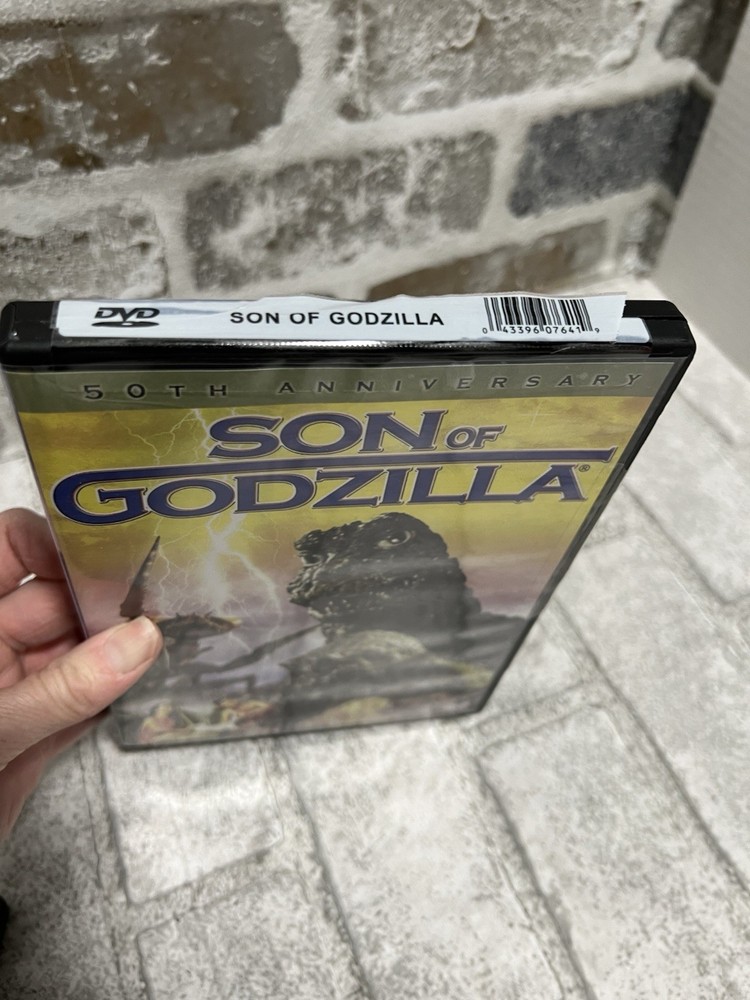 DVD
SON OF GODZILLA
0 43396 07641 9
50TH ANNIVERSARY
SON OF
GODZILLA®